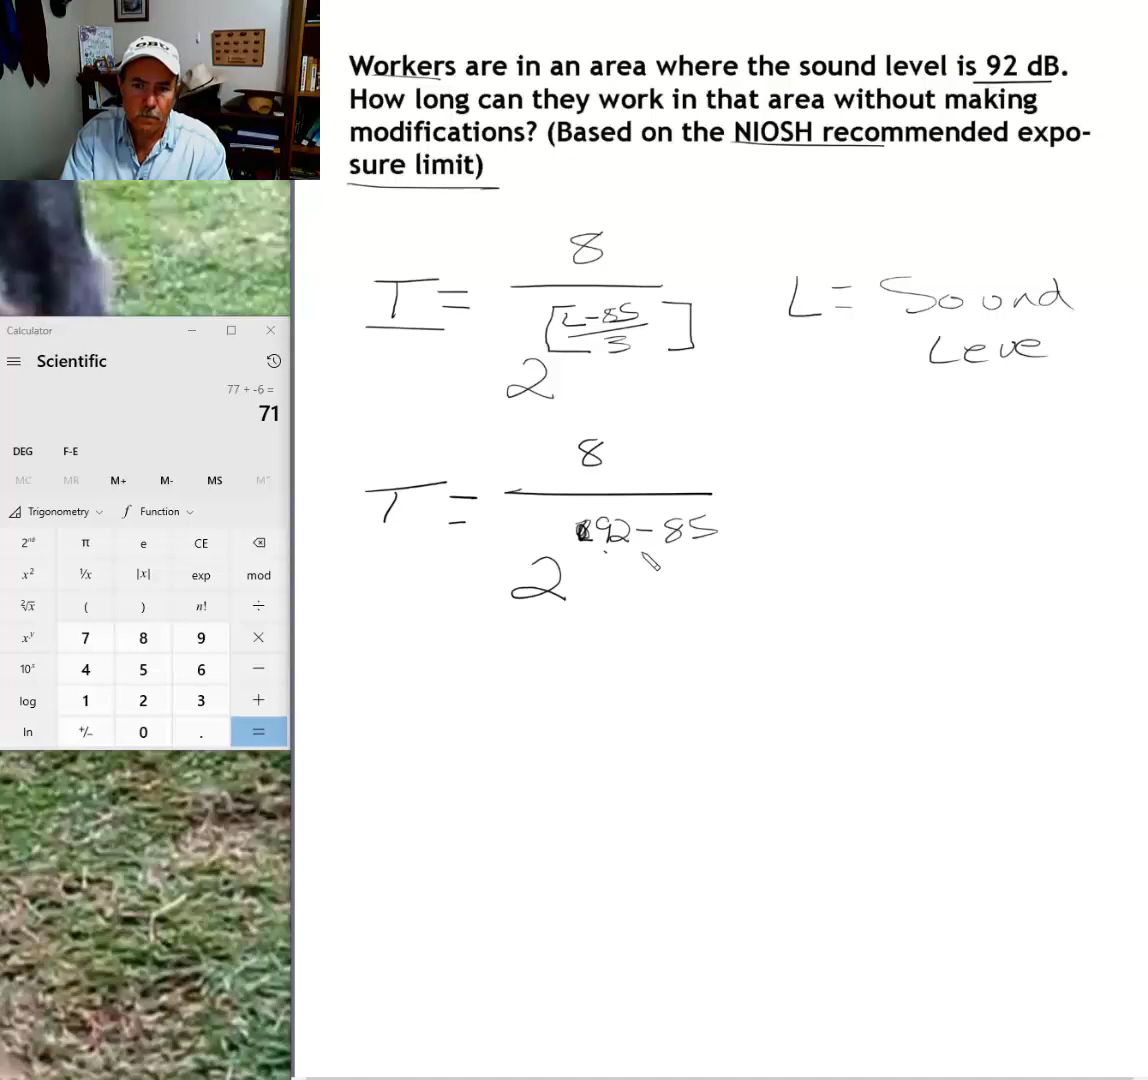 Workers are in an area where the sound level is 92 dB.
How long can they work in that area without making
modifications? (Based on the NIOSH recommended expo-
sure limit)
8
T = [L-85 ]
3
2
L = Sound
Leve
8
T = 92-85
2
Calculator
Scientific
77 + -6 =
71
DEG F-E
MC MR M+ M- MS
Trigonometry Function
2nd π e CE
x² ¹/x |x| exp mod
²√x ( ) n! ÷
xʸ 7 8 9 ×
10ˣ 4 5 6 −
log 1 2 3 +
ln +/- 0 . =